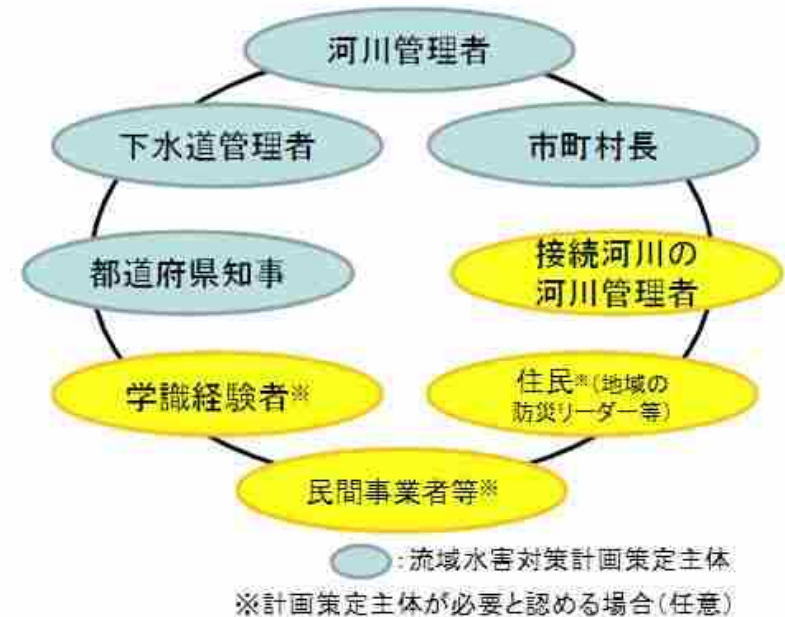 河川管理者
下水道管理者
市町村長
都道府県知事
接続河川の
河川管理者
学識経験者※
住民※(地域の
防災リーダー等)
民間事業者等※
:流域水害対策計画策定主体
※計画策定主体が必要と認める場合(任意)